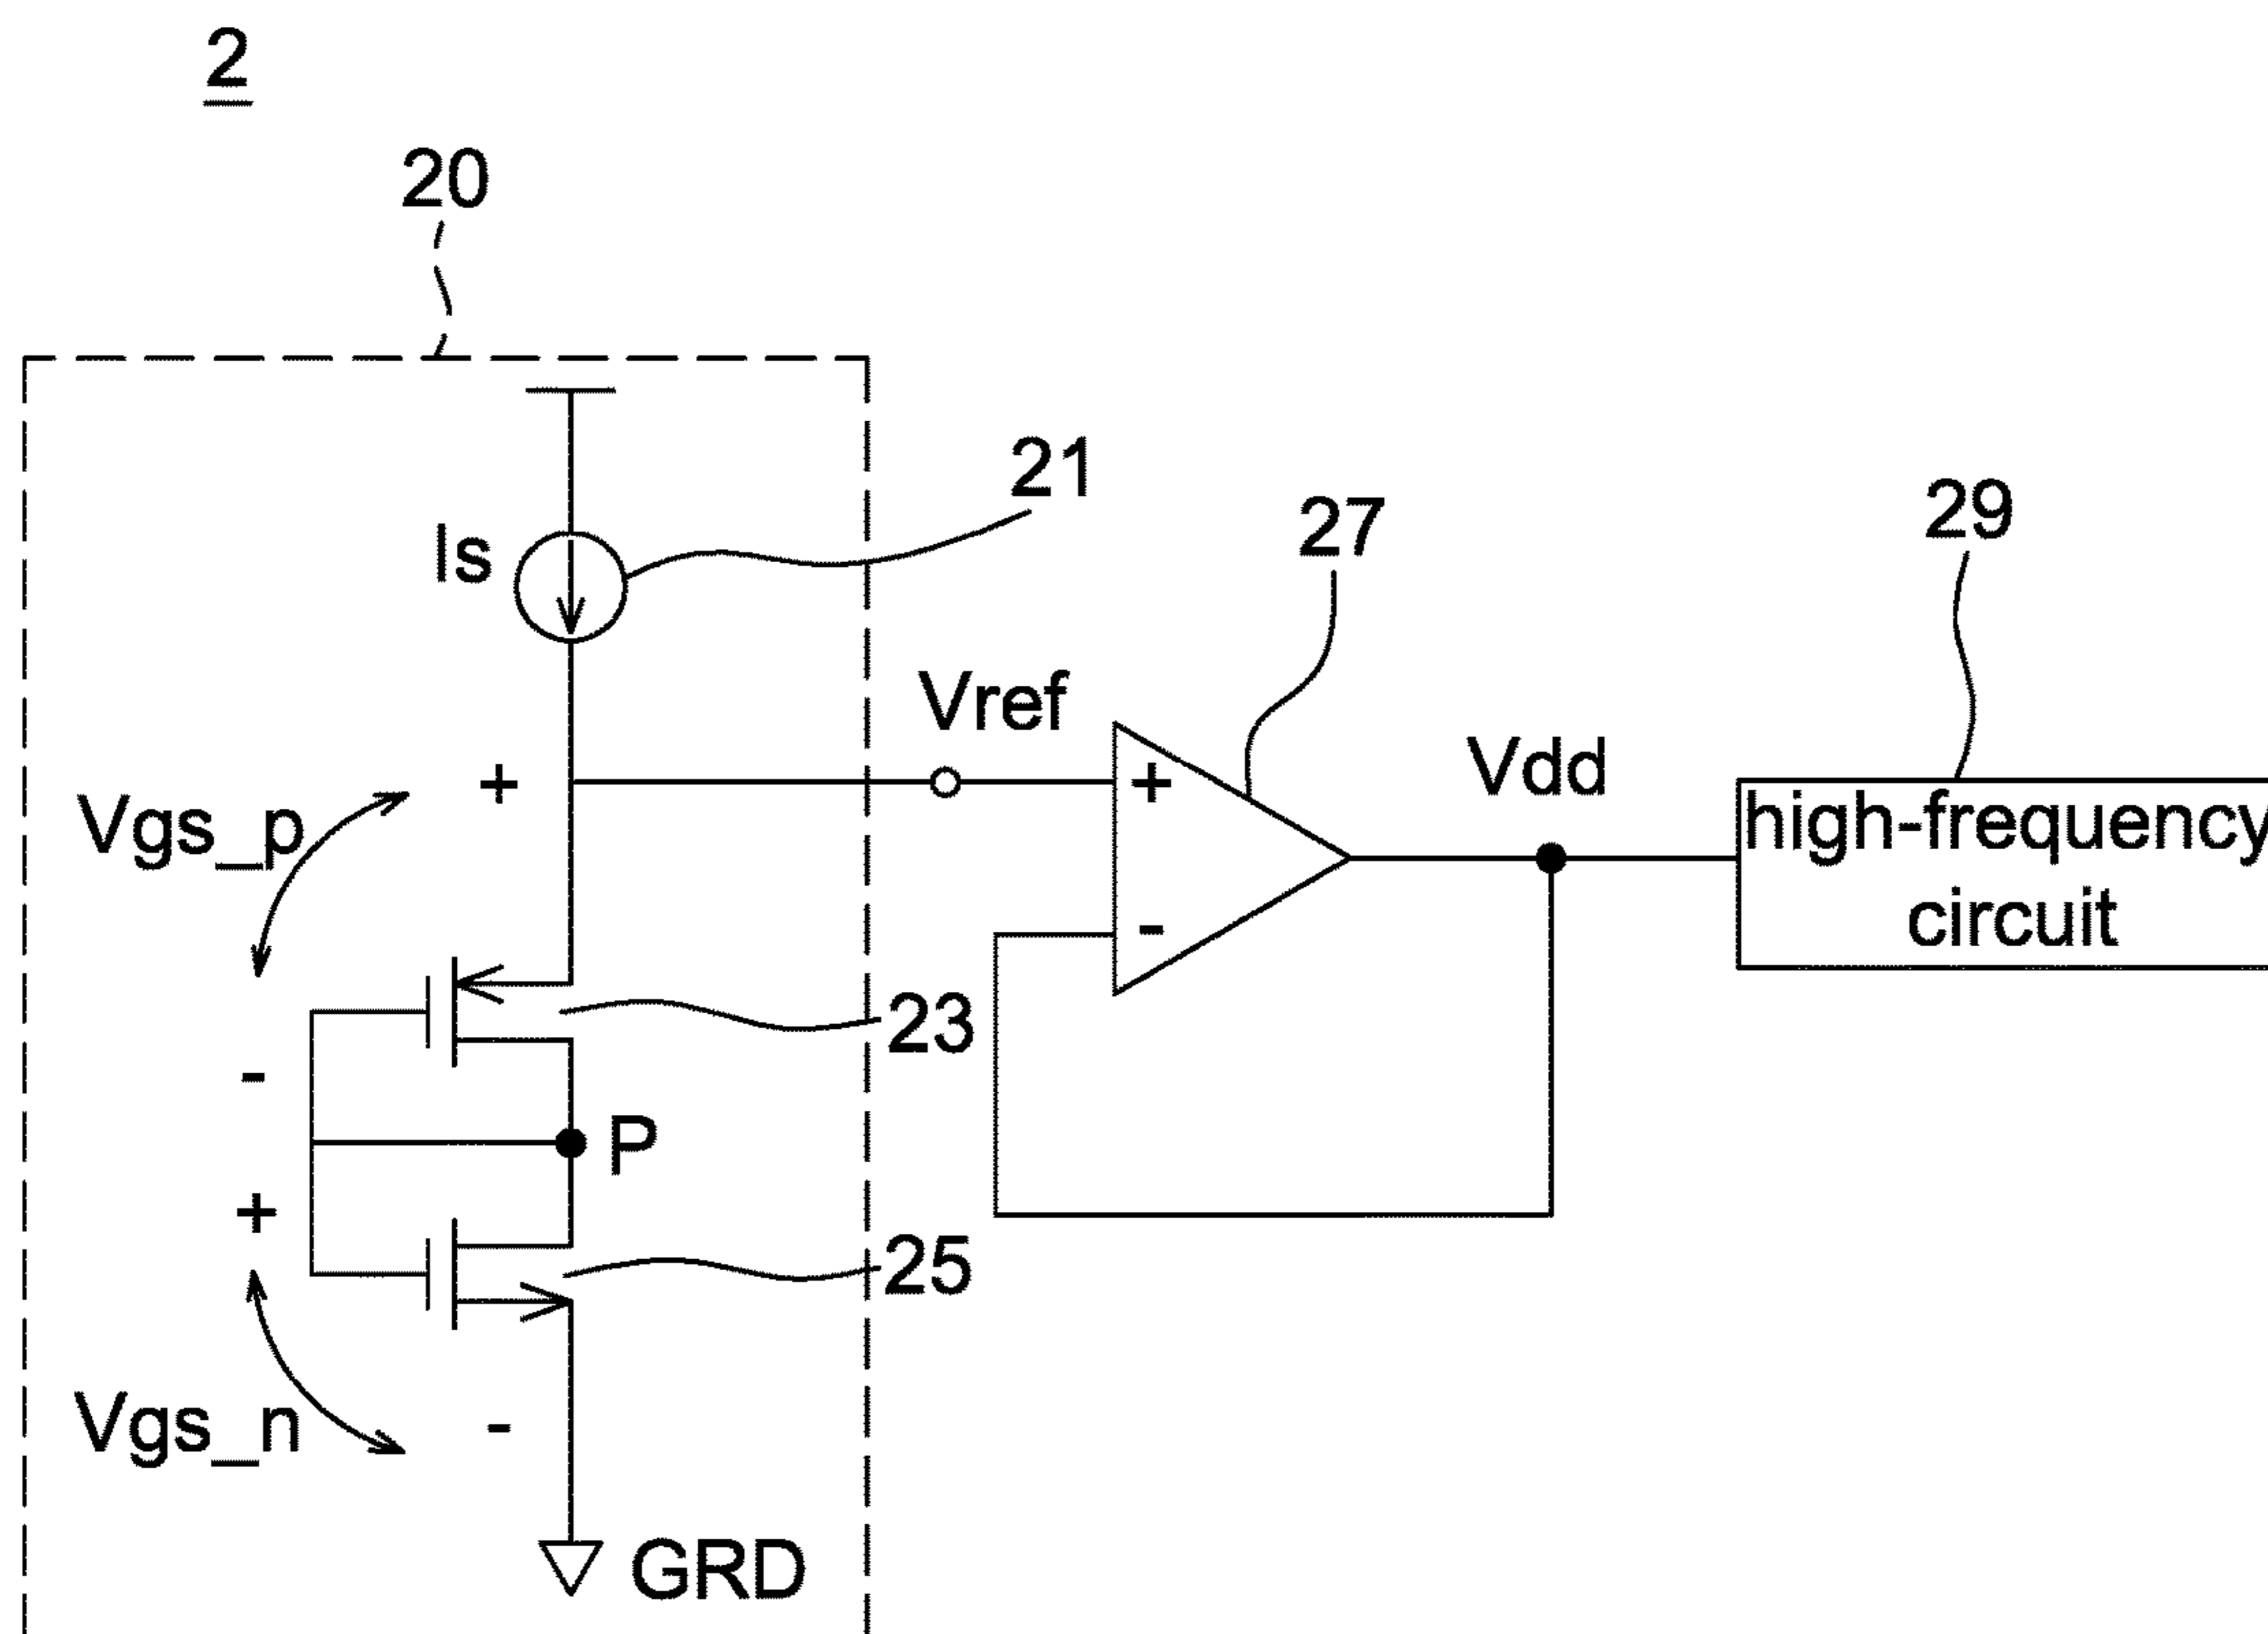 2
20
21
Is
27
29
Vref
+
Vgs_p
+
Vdd
high-frequency
circuit
-
23
-
P
+
25
Vgs_n
-
GRD